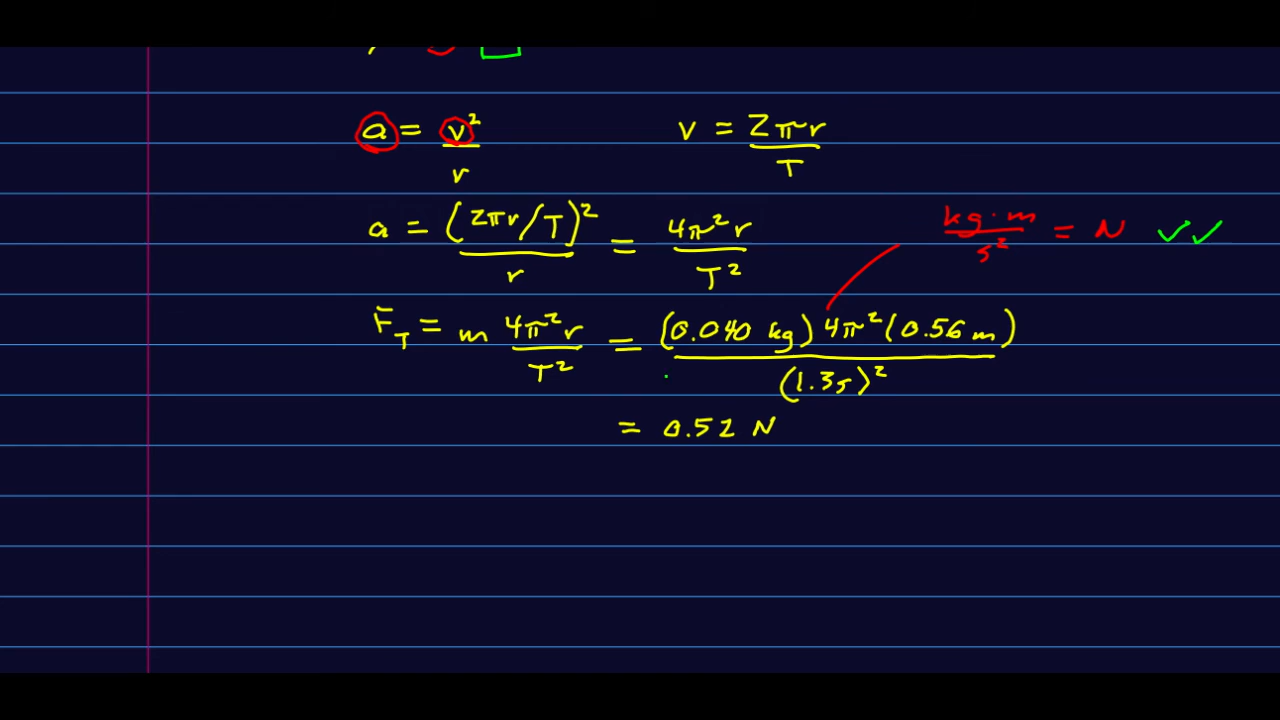 a = v²/r    v = 2πr/T
a = (2πr/T)²/r = 4π²r/T²    kg·m/s² = N ✓✓
F_T = m 4π²r/T² = (0.040 kg) 4π² (0.56 m)/(1.3s)²
= 0.52 N